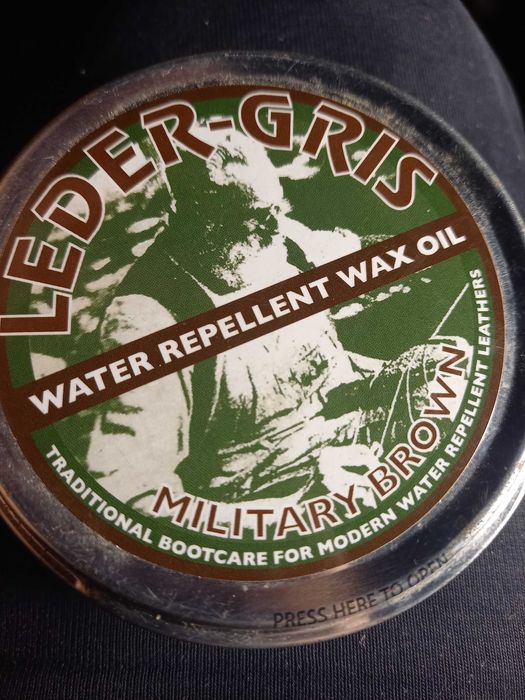 LEDER-GRIS
WATER REPELLENT WAX OIL
MILITARY BROWN
TRADITIONAL BOOTCARE FOR MODERN WATER REPELLENT LEATHERS
PRESS HERE TO OPEN